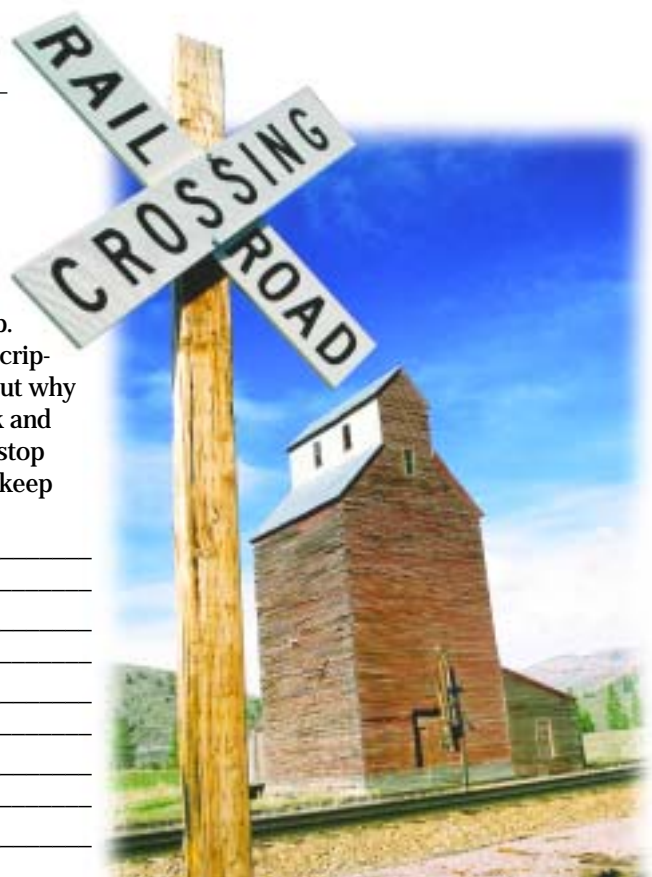 RAIL
CROSSING
ROAD
p.
crip-
ut why
k and
stop
keep